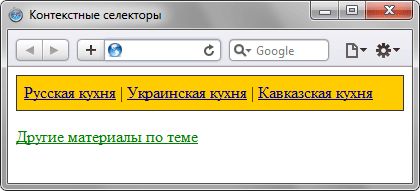 Контекстные селекторы
Google
Русская кухня | Украинская кухня | Кавказская кухня
Другие материалы по теме